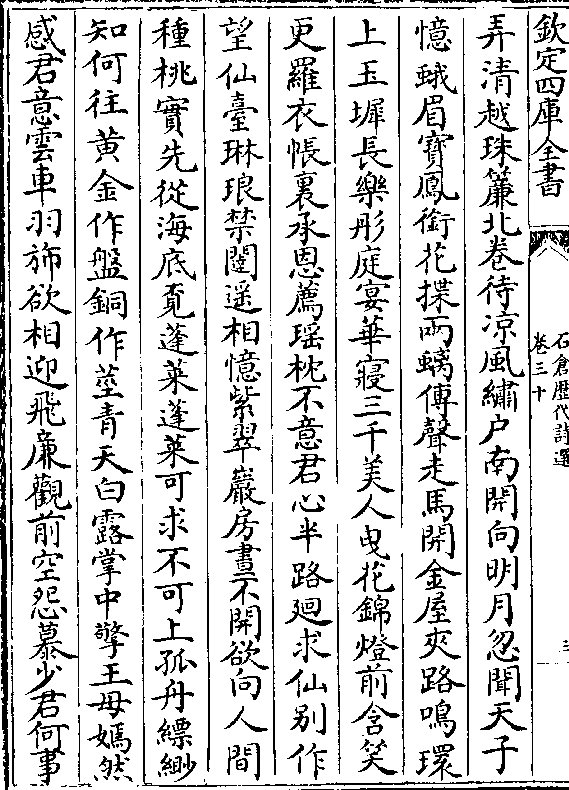 欽定四庫全書
石倉歷代詩選
卷三十
三
弄清越珠簾北卷待凉風繡户南開向明月忽聞天子
憶蛾眉寶鳳銜花揲兩螭傳聲走馬開金屋夾路鳴環
上玉墀長樂彤庭宴華寢三千美人曳花錦燈前含笑
更羅衣帳裏承恩薦瑶枕不意君心半路廻求仙别作
望仙臺琳琅禁闥遥相憶紫翠巖房晝不開欲向人間
種桃實先從海底覔蓬萊蓬萊可求不可上孤舟縹緲
知何往黄金作盤銅作莖青天白露掌中擎王母嫣然
感君意雲車羽斾欲相迎飛廉觀前空怨慕少君何事